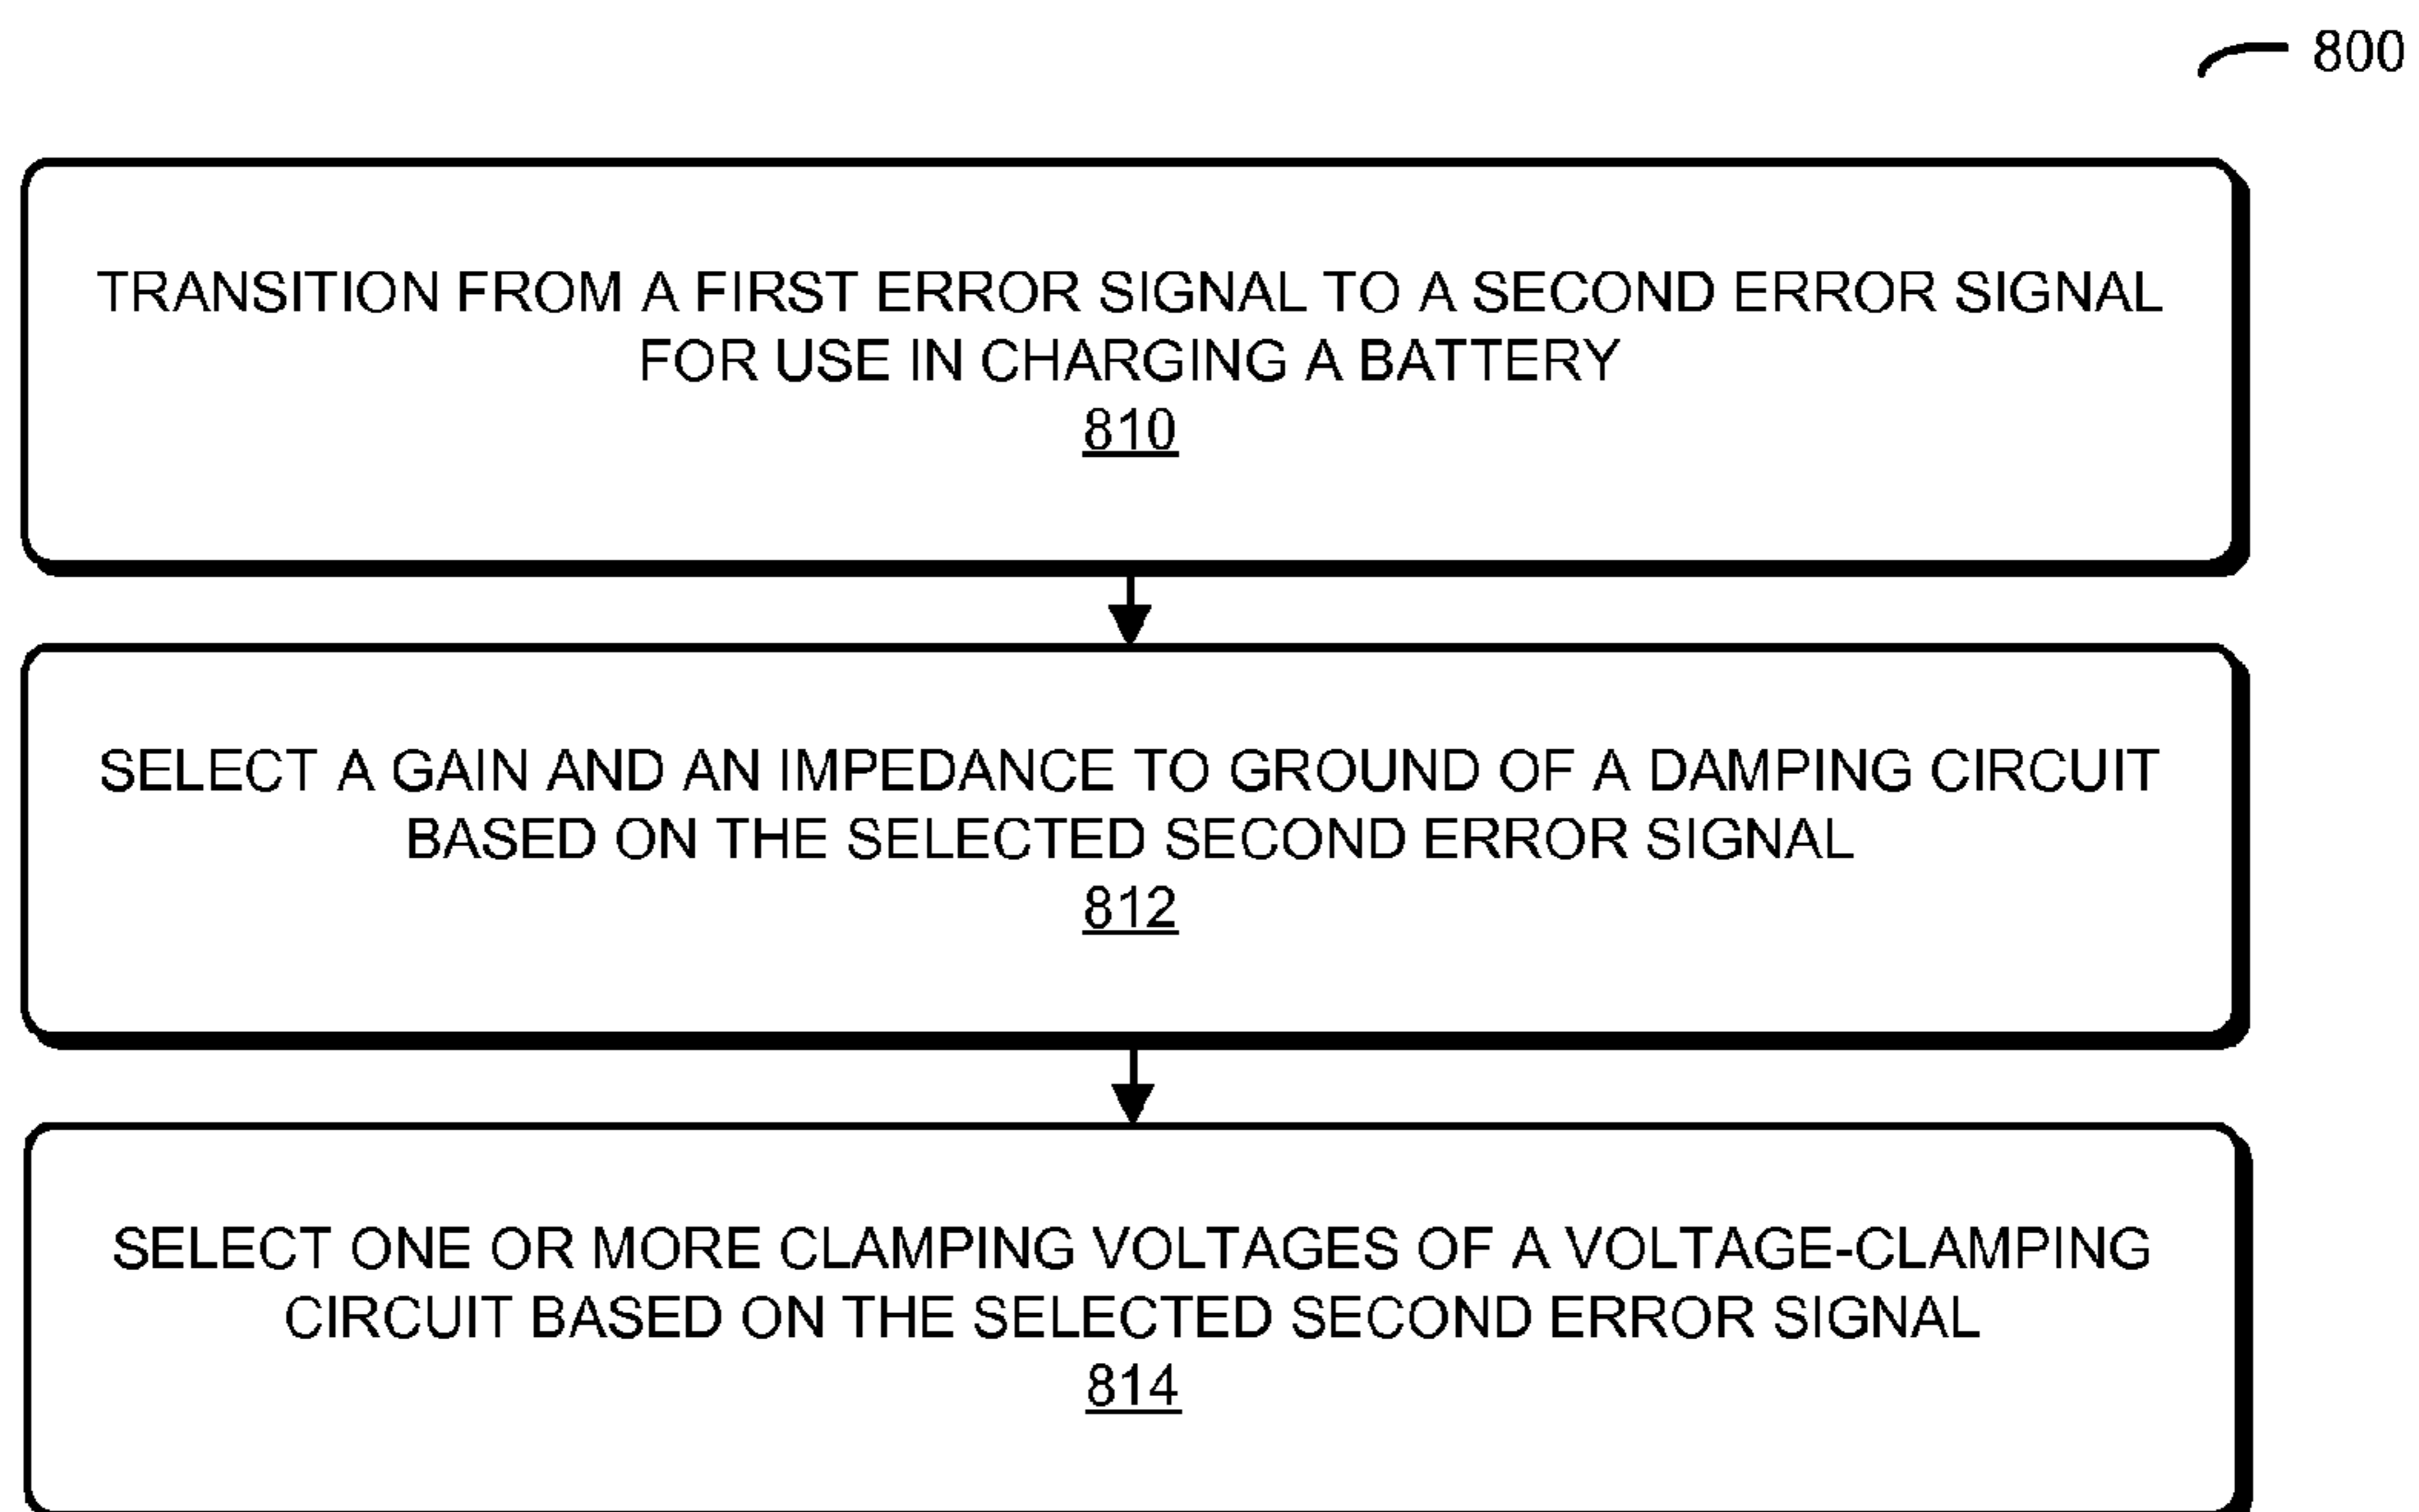 800
TRANSITION FROM A FIRST ERROR SIGNAL TO A SECOND ERROR SIGNAL
FOR USE IN CHARGING A BATTERY
810
SELECT A GAIN AND AN IMPEDANCE TO GROUND OF A DAMPING CIRCUIT
BASED ON THE SELECTED SECOND ERROR SIGNAL
812
SELECT ONE OR MORE CLAMPING VOLTAGES OF A VOLTAGE-CLAMPING
CIRCUIT BASED ON THE SELECTED SECOND ERROR SIGNAL
814